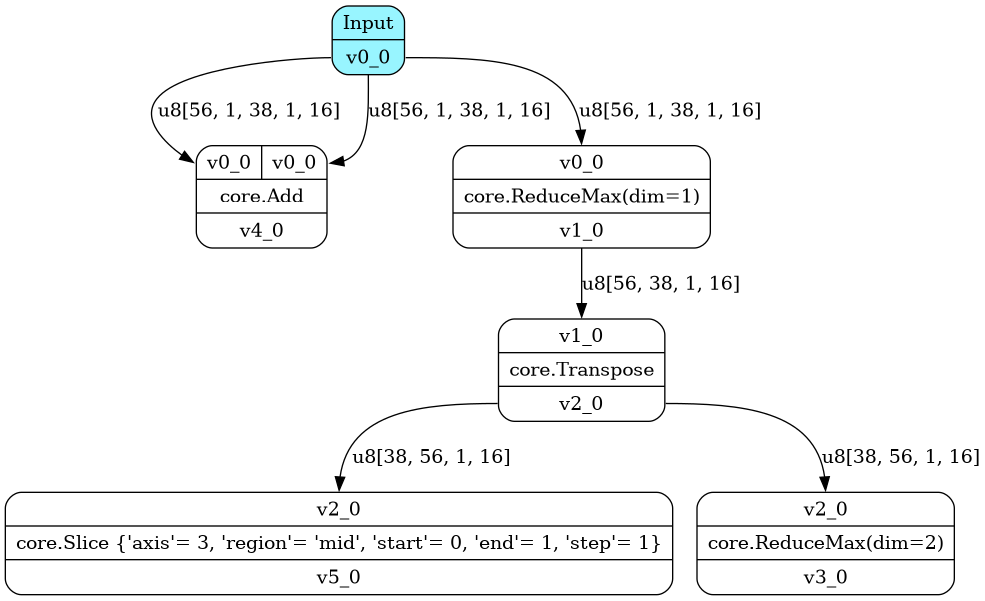 Input
v0_0
u8[56, 1, 38, 1, 16]
u8[56, 1, 38, 1, 16]
u8[56, 1, 38, 1, 16]
v0_0
v0_0
core.Add
v4_0
v0_0
core.ReduceMax(dim=1)
v1_0
u8[56, 38, 1, 16]
v1_0
core.Transpose
v2_0
u8[38, 56, 1, 16]
u8[38, 56, 1, 16]
v2_0
core.Slice {'axis'= 3, 'region'= 'mid', 'start'= 0, 'end'= 1, 'step'= 1}
v5_0
v2_0
core.ReduceMax(dim=2)
v3_0